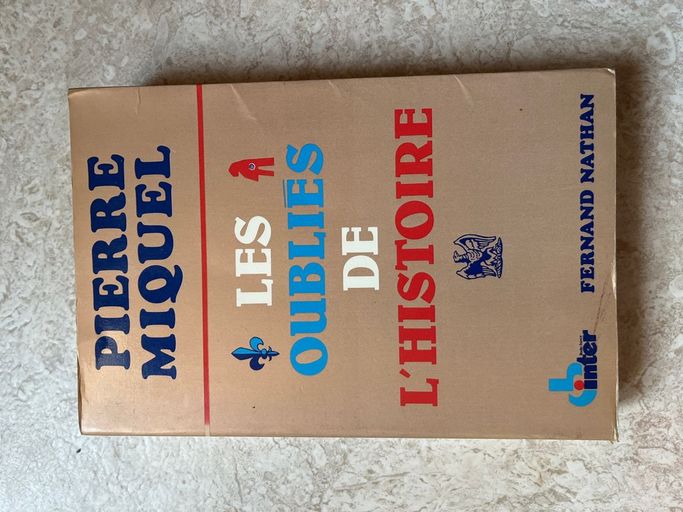 PIERRE
MIQUEL
LES
OUBLIÉS
DE
L'HISTOIRE
inter
FERNAND NATHAN